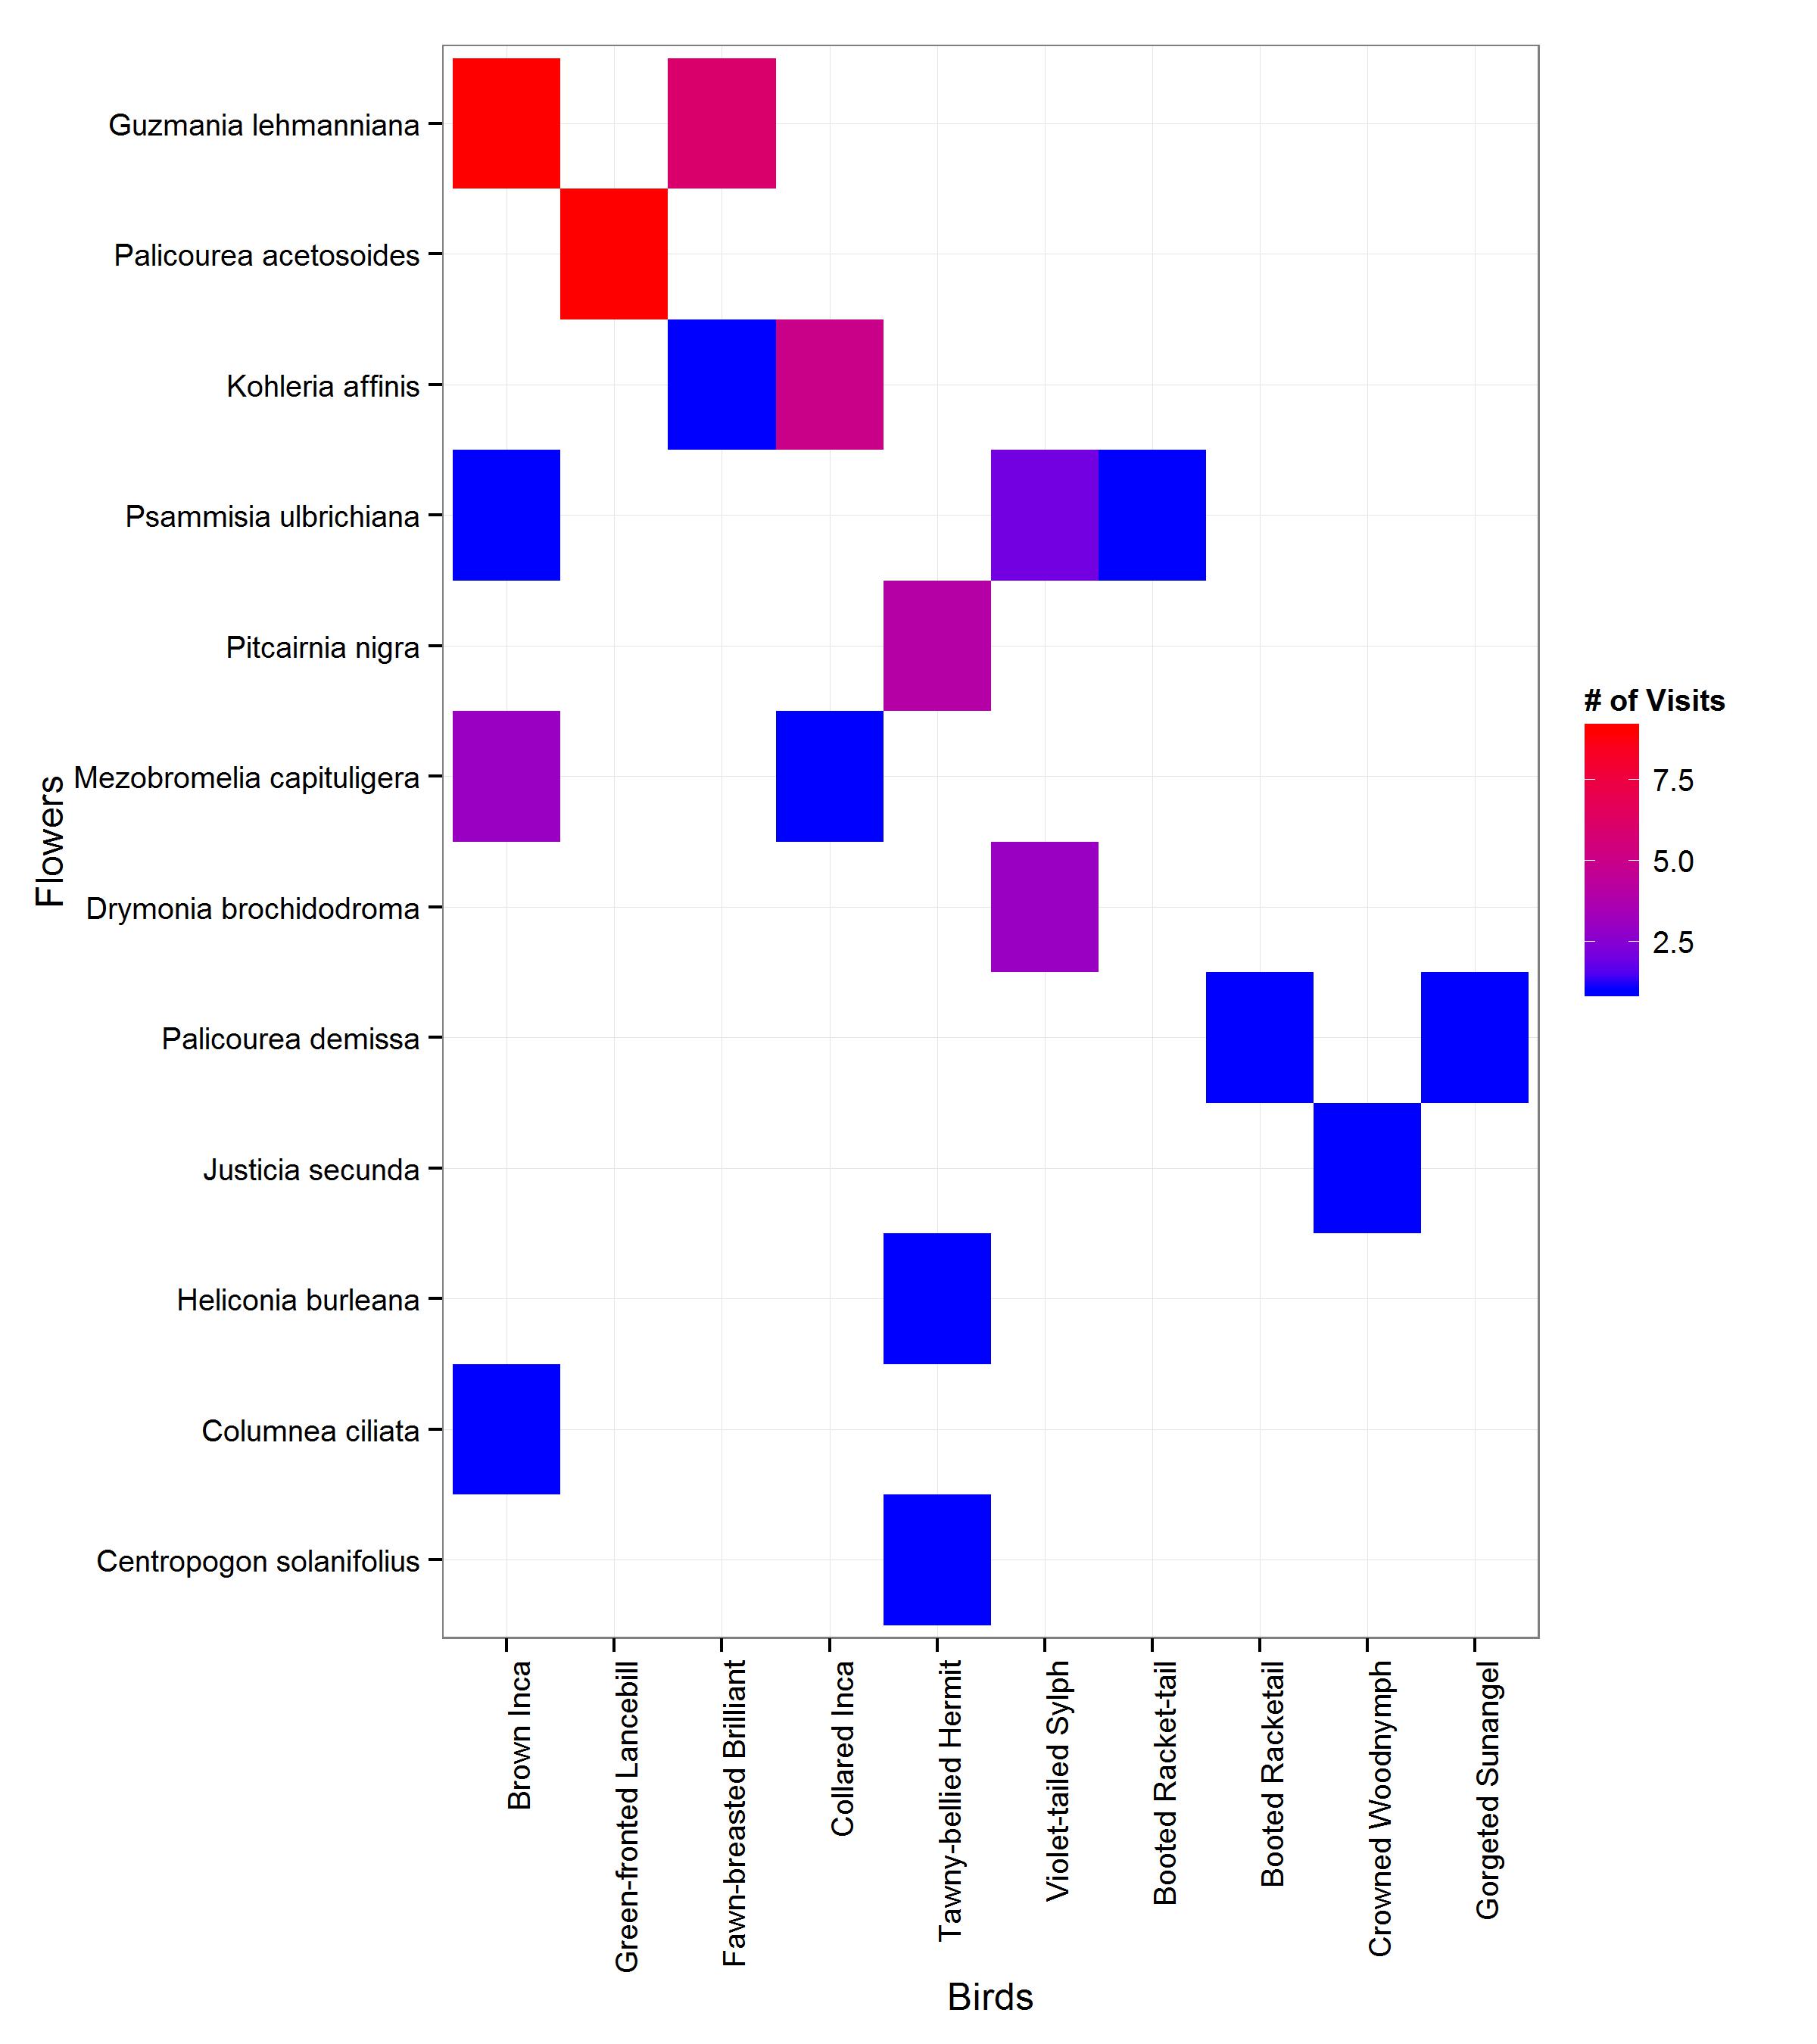 Guzmania lehmanniana
Palicourea acetosoides
Kohleria affinis
Psammisia ulbrichiana
Pitcairnia nigra
Mezobromelia capituligera
Drymonia brochidodroma
Palicourea demissa
Justicia secunda
Heliconia burleana
Columnea ciliata
Centropogon solanifolius
Flowers
# of Visits
7.5
5.0
2.5
Brown Inca
Green-fronted Lancebill
Fawn-breasted Brilliant
Collared Inca
Tawny-bellied Hermit
Violet-tailed Sylph
Booted Racket-tail
Booted Racketail
Crowned Woodnymph
Gorgeted Sunangel
Birds